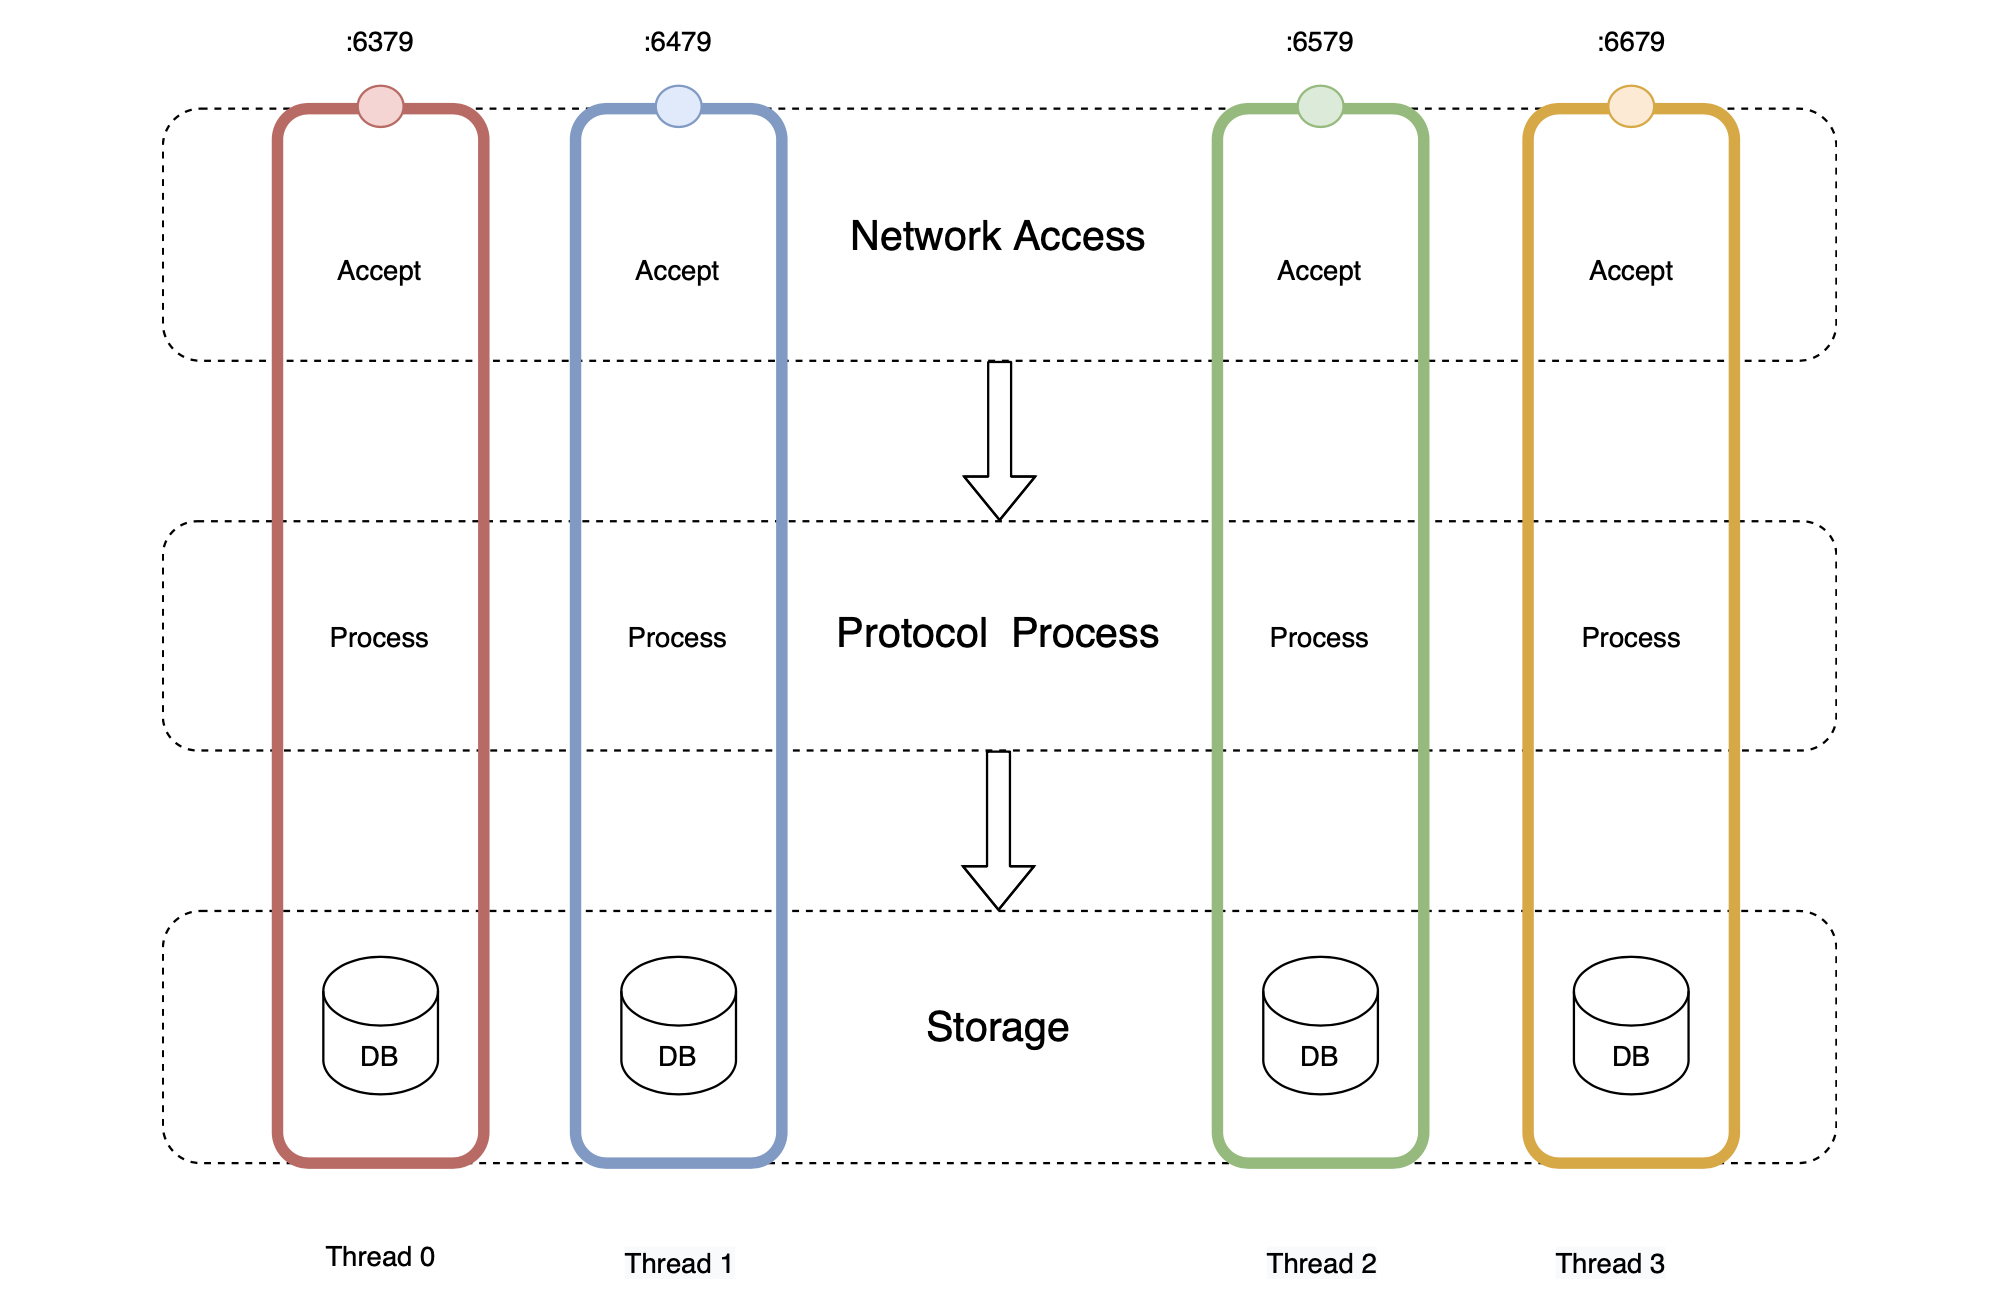 :6379
:6479
:6579
:6679
Network Access
Accept
Accept
Accept
Accept
Protocol Process
Process
Process
Process
Process
Storage
DB
DB
DB
DB
Thread 0
Thread 1
Thread 2
Thread 3